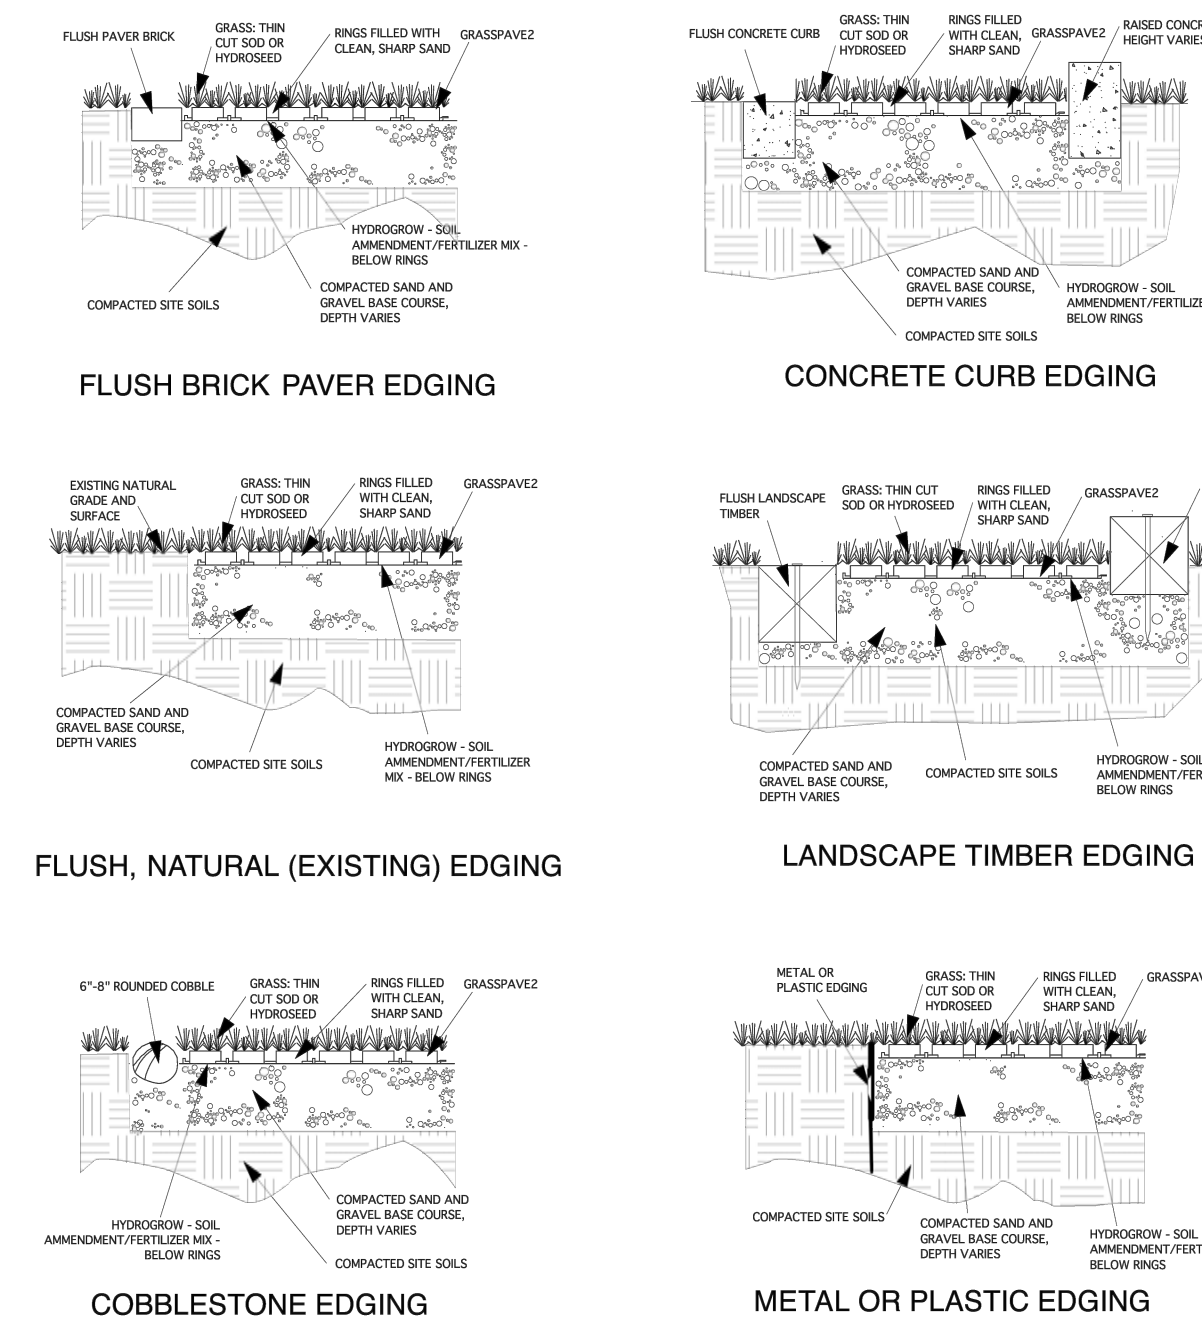 FLUSH PAVER BRICK
GRASS: THIN
CUT SOD OR
HYDROSEED
RINGS FILLED WITH
CLEAN, SHARP SAND
GRASSPAVE2
HYDROGROW - SOIL
AMMENDMENT/FERTILIZER MIX -
BELOW RINGS
COMPACTED SAND AND
GRAVEL BASE COURSE,
DEPTH VARIES
COMPACTED SITE SOILS
FLUSH BRICK PAVER EDGING
FLUSH CONCRETE CURB
GRASS: THIN
CUT SOD OR
HYDROSEED
RINGS FILLED
WITH CLEAN,
SHARP SAND
GRASSPAVE2
RAISED CONCR
HEIGHT VARIES
COMPACTED SAND AND
GRAVEL BASE COURSE,
DEPTH VARIES
HYDROGROW - SOIL
AMMENDMENT/FERTILIZE
BELOW RINGS
COMPACTED SITE SOILS
CONCRETE CURB EDGING
EXISTING NATURAL
GRADE AND
SURFACE
GRASS: THIN
CUT SOD OR
HYDROSEED
RINGS FILLED
WITH CLEAN,
SHARP SAND
GRASSPAVE2
COMPACTED SAND AND
GRAVEL BASE COURSE,
DEPTH VARIES
COMPACTED SITE SOILS
HYDROGROW - SOIL
AMMENDMENT/FERTILIZER
MIX - BELOW RINGS
FLUSH, NATURAL (EXISTING) EDGING
FLUSH LANDSCAPE
TIMBER
GRASS: THIN CUT
SOD OR HYDROSEED
RINGS FILLED
WITH CLEAN,
SHARP SAND
GRASSPAVE2
COMPACTED SAND AND
GRAVEL BASE COURSE,
DEPTH VARIES
COMPACTED SITE SOILS
HYDROGROW - SOIL
AMMENDMENT/FER
BELOW RINGS
LANDSCAPE TIMBER EDGING
6"-8" ROUNDED COBBLE
GRASS: THIN
CUT SOD OR
HYDROSEED
RINGS FILLED
WITH CLEAN,
SHARP SAND
GRASSPAVE2
HYDROGROW - SOIL
AMMENDMENT/FERTILIZER MIX -
BELOW RINGS
COMPACTED SAND AND
GRAVEL BASE COURSE,
DEPTH VARIES
COMPACTED SITE SOILS
COBBLESTONE EDGING
METAL OR
PLASTIC EDGING
GRASS: THIN
CUT SOD OR
HYDROSEED
RINGS FILLED
WITH CLEAN,
SHARP SAND
GRASSPAV
COMPACTED SITE SOILS
COMPACTED SAND AND
GRAVEL BASE COURSE,
DEPTH VARIES
HYDROGROW - SOIL
AMMENDMENT/FERT
BELOW RINGS
METAL OR PLASTIC EDGING